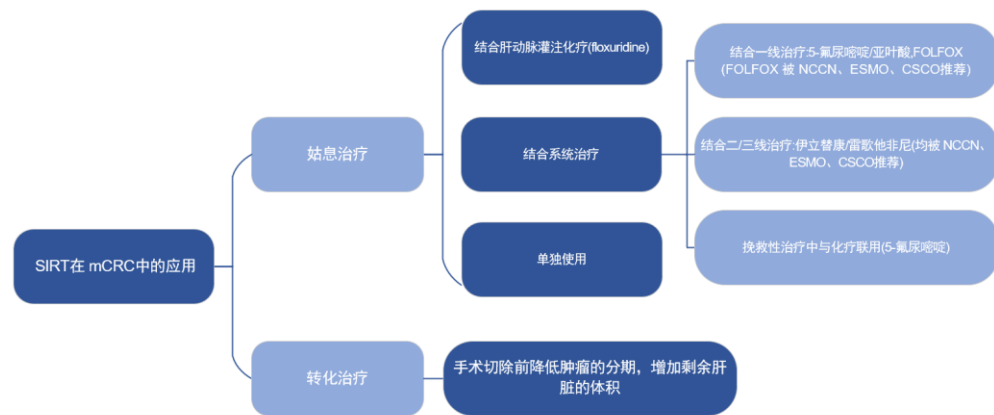 结合肝动脉灌注化疗(floxuridine)
结合一线治疗:5-氟尿嘧啶/亚叶酸,FOLFOX
(FOLFOX 被 NCCN、ESMO、CSCO推荐)
姑息治疗
结合系统治疗
结合二/三线治疗:伊立替康/雷歌他非尼(均被 NCCN、
ESMO、CSCO推荐)
单独使用
挽救性治疗中与化疗联用(5-氟尿嘧啶)
SIRT在 mCRC中的应用
转化治疗
手术切除前降低肿瘤的分期，增加剩余肝
脏的体积